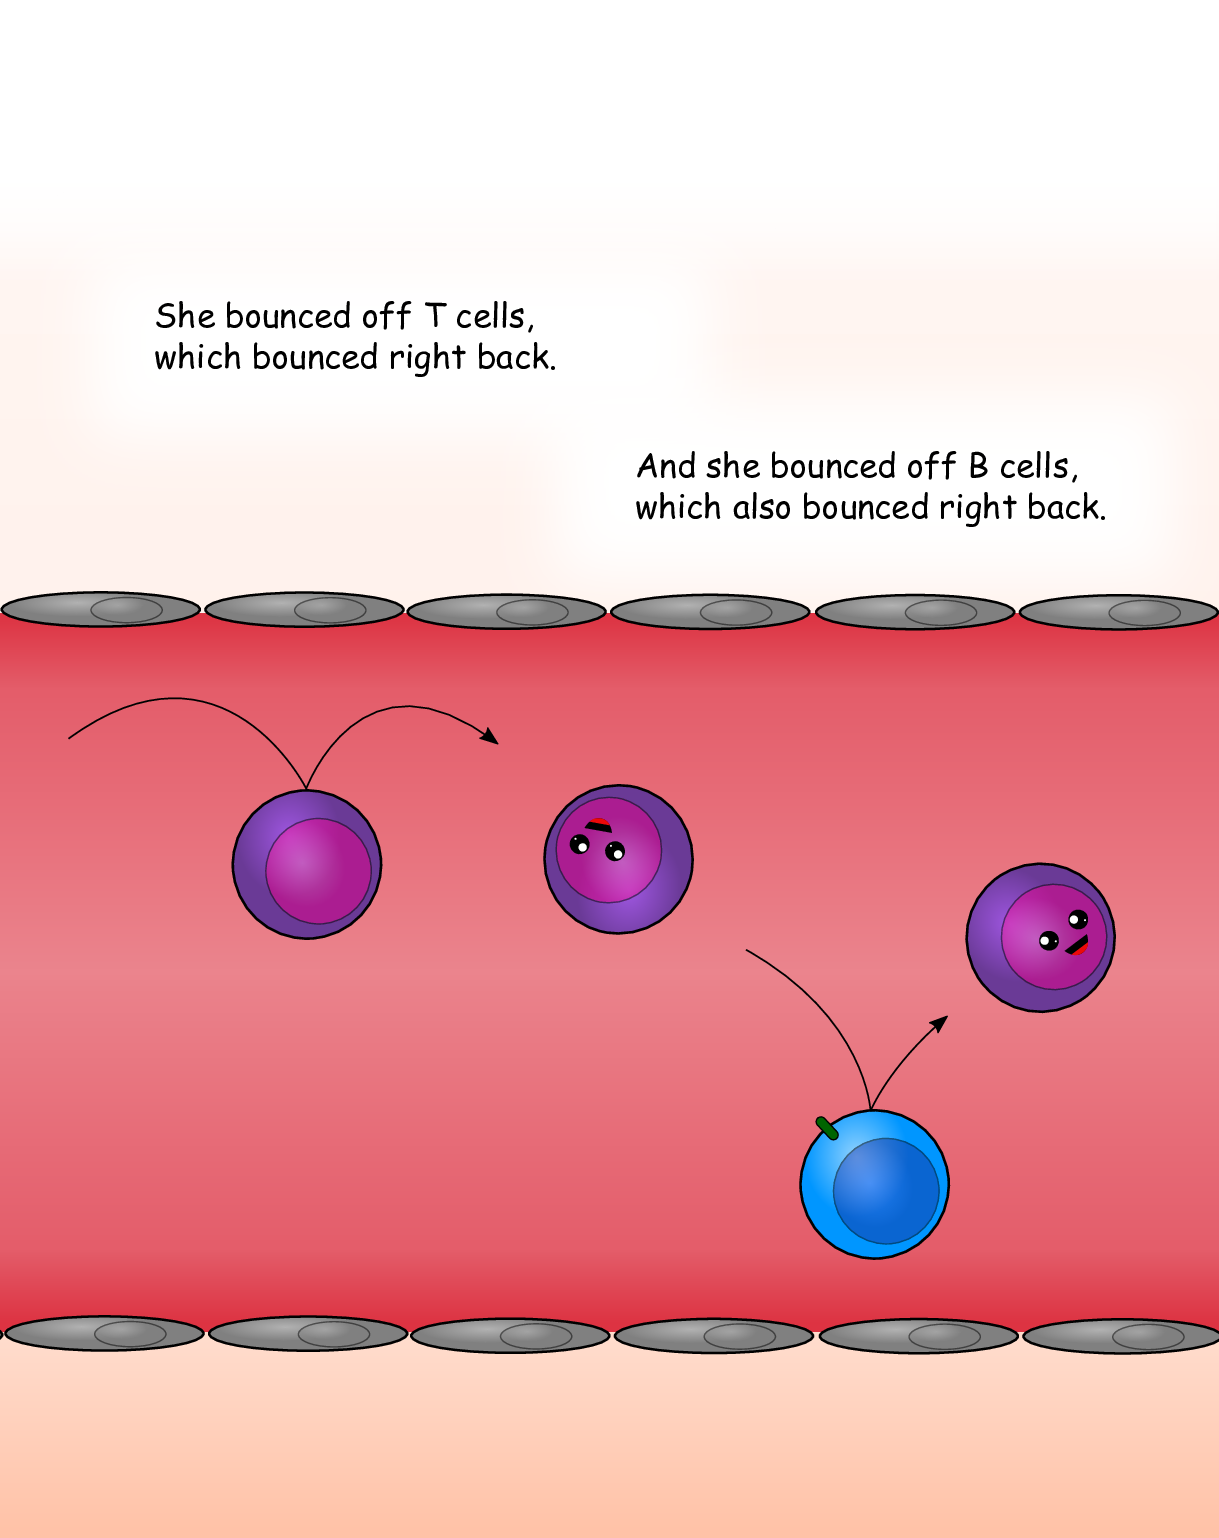 She bounced off T cells,
which bounced right back.
And she bounced off B cells,
which also bounced right back.